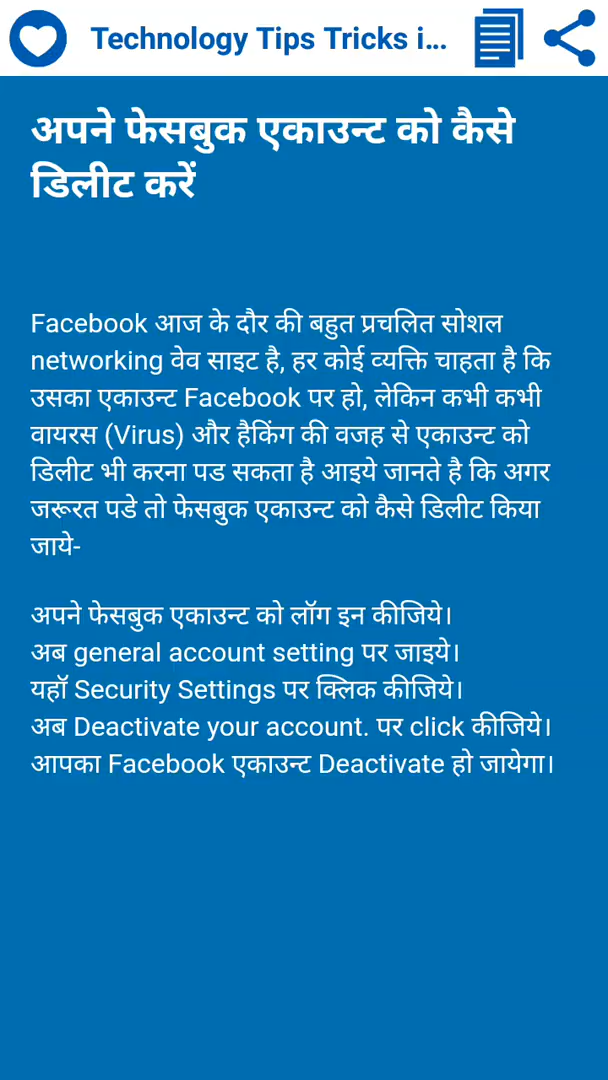 Technology Tips Tricks i...
अपने फेसबुक एकाउन्ट को कैसे
डिलीट करें
Facebook आज के दौर की बहुत प्रचलित सोशल
networking वेव साइट है, हर कोई व्यक्ति चाहता है कि
उसका एकाउन्ट Facebook पर हो, लेकिन कभी कभी
वायरस (Virus) और हैकिंग की वजह से एकाउन्ट को
डिलीट भी करना पड सकता है आइये जानते है कि अगर
जरूरत पडे तो फेसबुक एकाउन्ट को कैसे डिलीट किया
जाये-
अपने फेसबुक एकाउन्ट को लॉग इन कीजिये।
अब general account setting पर जाइये।
यहॉ Security Settings पर क्लिक कीजिये।
अब Deactivate your account. पर click कीजिये।
आपका Facebook एकाउन्ट Deactivate हो जायेगा।